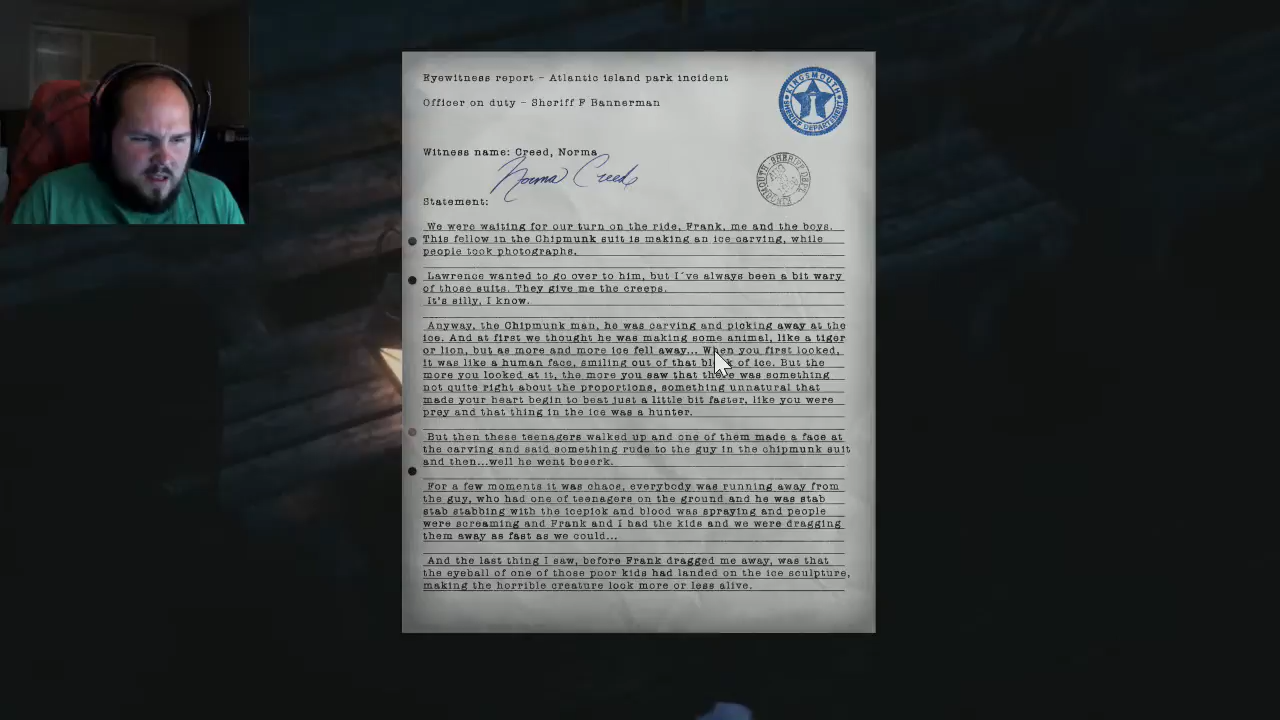 Eyewitness report - Atlantic island park incident
KINGSMOUTH
SHERIFF DEPARTMENT
Officer on duty - Sheriff F Bannerman
Witness name: Creed, Norma
Norma Creed
Statement:
We were waiting for our turn on the ride, Frank, me and the boys.
This fellow in the Chipmunk suit is making an ice carving, while
people took photographs.
Lawrence wanted to go over to him, but I´ve always been a bit wary
of those suits. They give me the creeps.
It's silly, I know.
Anyway, the Chipmunk man, he was carving and picking away at the
ice. And at first we thought he was making some animal, like a tiger
or lion, but as more and more ice fell away... When you first looked,
it was like a human face, smiling out of that block of ice. But the
more you looked at it, the more you saw that there was something
not quite right about the proportions, something unnatural that
made your heart begin to beat just a little bit faster, like you were
prey and that thing in the ice was a hunter.
But then these teenagers walked up and one of them made a face at
the carving and said something rude to the guy in the chipmunk suit
and then...well he went beserk.
For a few moments it was chaos, everybody was running away from
the guy, who had one of teenagers on the ground and he was stab
stab stabbing with the icepick and blood was spraying and people
were screaming and Frank and I had the kids and we were dragging
them away as fast as we could...
And the last thing I saw, before Frank dragged me away, was that
the eyeball of one of those poor kids had landed on the ice sculpture,
making the horrible creature look more or less alive.